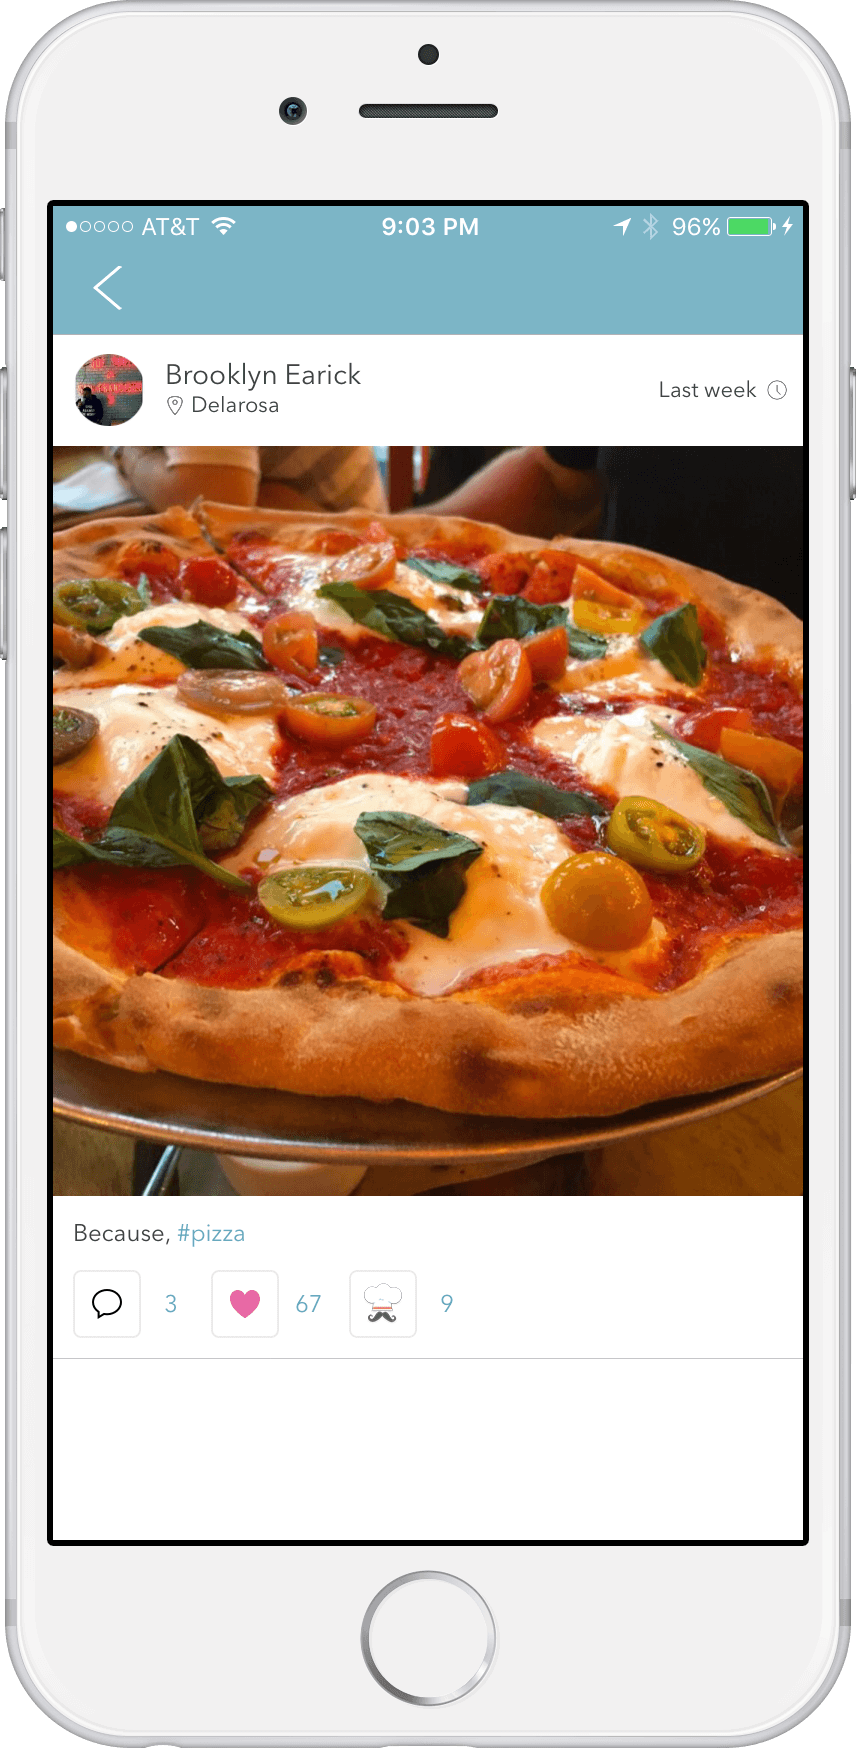 AT&T 9:03 PM 96%
Brooklyn Earick
Delarosa
Last week
Because, #pizza
3 67 9